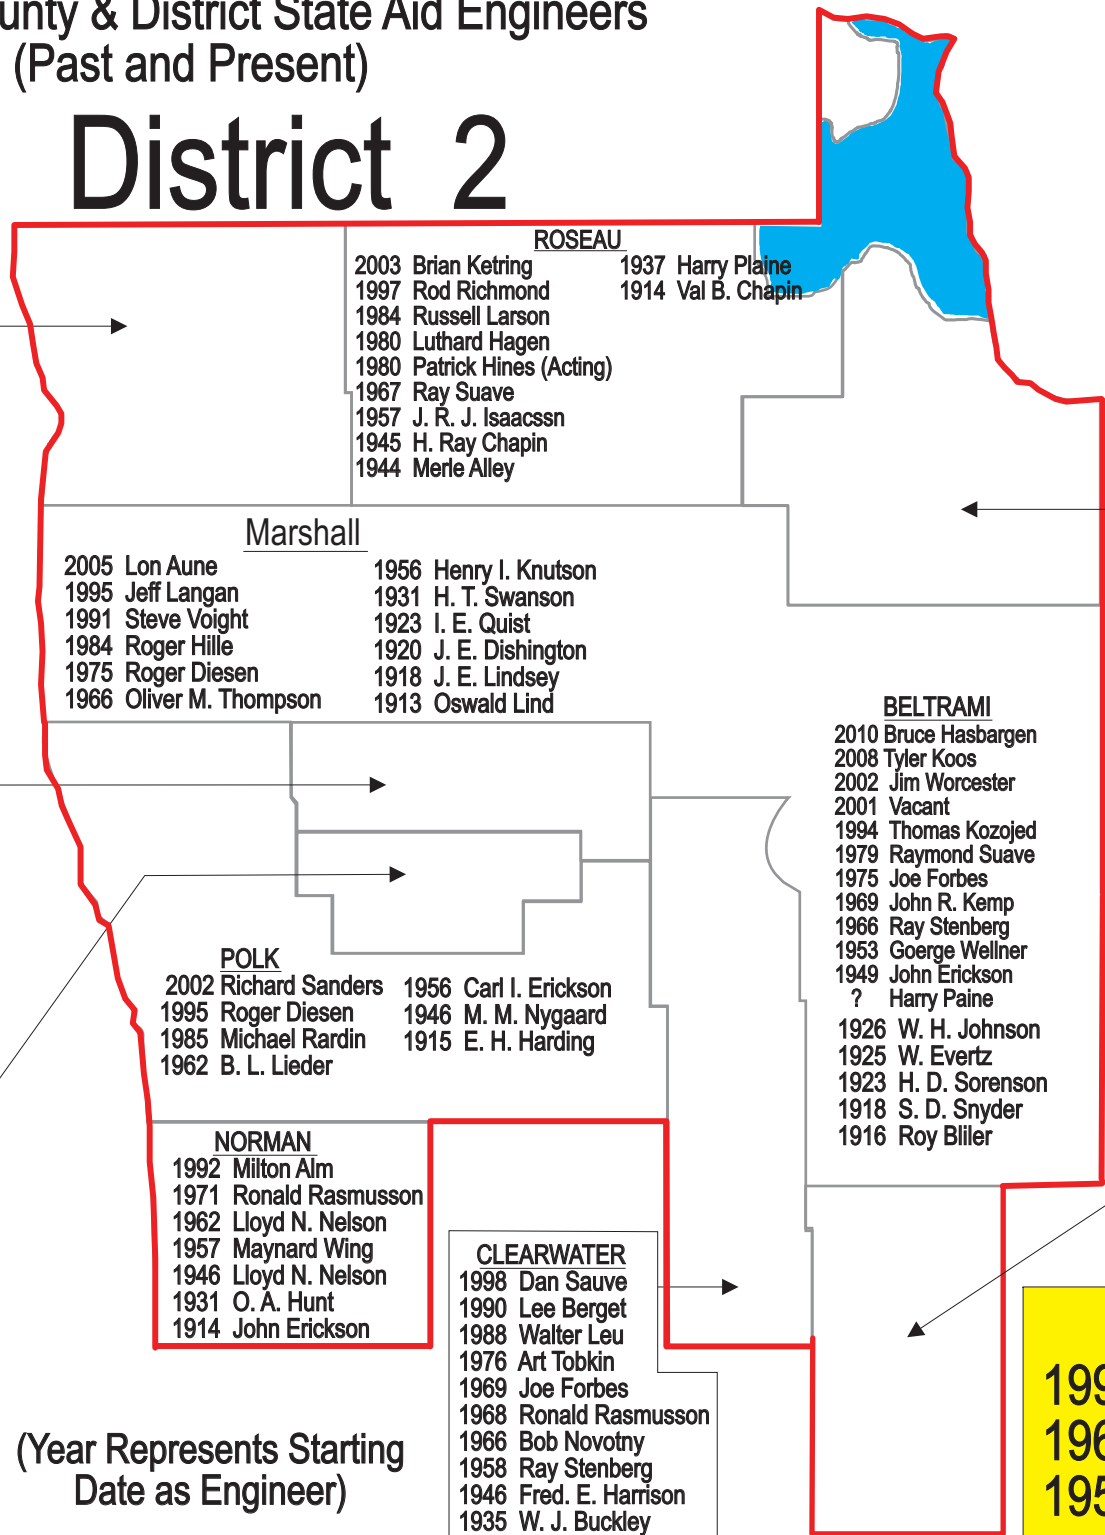 unty & District State Aid Engineers
(Past and Present)
District 2
ROSEAU
2003 Brian Ketring
1997 Rod Richmond
1984 Russell Larson
1980 Luthard Hagen
1980 Patrick Hines (Acting)
1967 Ray Suave
1957 J. R. J. Isaacssn
1945 H. Ray Chapin
1944 Merle Alley
1937 Harry Plaine
1914 Val B. Chapin
Marshall
2005 Lon Aune
1995 Jeff Langan
1991 Steve Voight
1984 Roger Hille
1975 Roger Diesen
1966 Oliver M. Thompson
1956 Henry I. Knutson
1931 H. T. Swanson
1923 I. E. Quist
1920 J. E. Dishington
1918 J. E. Lindsey
1913 Oswald Lind
BELTRAMI
2010 Bruce Hasbargen
2008 Tyler Koos
2002 Jim Worcester
2001 Vacant
1994 Thomas Kozojed
1979 Raymond Suave
1975 Joe Forbes
1969 John R. Kemp
1966 Ray Stenberg
1953 Goerge Wellner
1949 John Erickson
? Harry Paine
1926 W. H. Johnson
1925 W. Evertz
1923 H. D. Sorenson
1918 S. D. Snyder
1916 Roy Bliler
POLK
2002 Richard Sanders
1995 Roger Diesen
1985 Michael Rardin
1962 B. L. Lieder
1956 Carl I. Erickson
1946 M. M. Nygaard
1915 E. H. Harding
NORMAN
1992 Milton Alm
1971 Ronald Rasmusson
1962 Lloyd N. Nelson
1957 Maynard Wing
1946 Lloyd N. Nelson
1931 O. A. Hunt
1914 John Erickson
CLEARWATER
1998 Dan Sauve
1990 Lee Berget
1988 Walter Leu
1976 Art Tobkin
1969 Joe Forbes
1968 Ronald Rasmusson
1966 Bob Novotny
1958 Ray Stenberg
1946 Fred. E. Harrison
1935 W. J. Buckley
(Year Represents Starting
Date as Engineer)
199
196
195